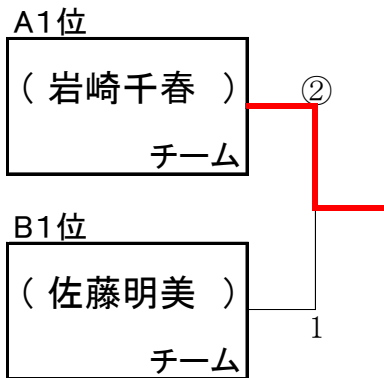 A1位
（ 岩崎千春 ）
チーム
②
B1位
（ 佐藤明美 ）
チーム
1